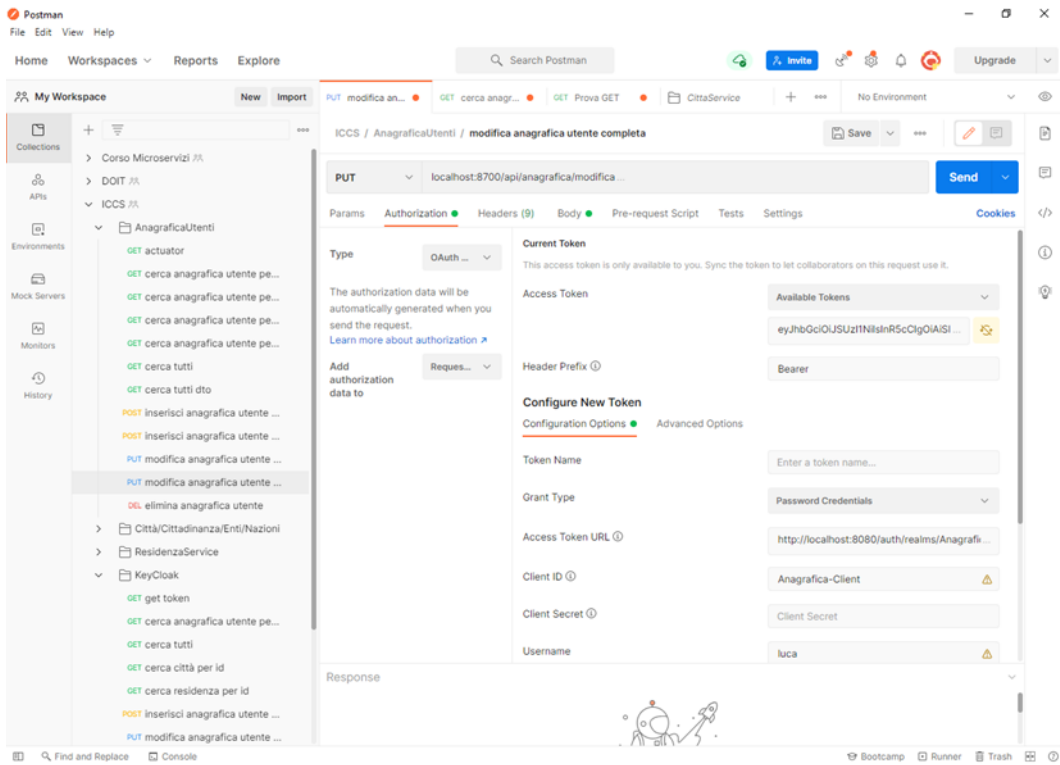 Postman
File Edit View Help
Home Workspaces Reports Explore
Search Postman
Invite
Upgrade
My Workspace
New Import
PUT modifica an...
GET cerca anagr...
GET Prova GET
CittaService
No Environment
Collections
APIs
Environments
Mock Servers
Monitors
History
Corso Microservizi
DOIT
ICCS
AnagraficaUtenti
GET actuator
GET cerca anagrafica utente pe...
GET cerca anagrafica utente pe...
GET cerca anagrafica utente pe...
GET cerca anagrafica utente pe...
GET cerca tutti
GET cerca tutti dto
POST inserisci anagrafica utente ...
POST inserisci anagrafica utente ...
PUT modifica anagrafica utente ...
PUT modifica anagrafica utente ...
DEL elimina anagrafica utente
Città/Cittadinanza/Enti/Nazioni
ResidenzaService
KeyCloak
GET get token
GET cerca anagrafica utente pe...
GET cerca tutti
GET cerca città per id
GET cerca residenza per id
POST inserisci anagrafica utente ...
PUT modifica anagrafica utente ...
ICCS / AnagraficaUtenti / modifica anagrafica utente completa
Save
PUT
localhost:8700/api/anagrafica/modifica ...
Send
Params Authorization Headers (9) Body Pre-request Script Tests Settings
Cookies
Type
OAuth ...
The authorization data will be
automatically generated when you
send the request.
Learn more about authorization
Add
authorization
data to
Reques...
Current Token
This access token is only available to you. Sync the token to let collaborators on this request use it.
Access Token
Available Tokens
Header Prefix
Bearer
Configure New Token
Configuration Options Advanced Options
Token Name
Enter a token name...
Grant Type
Password Credentials
Access Token URL
http://localhost:8080/auth/realms/Anagrafi...
Client ID
Anagrafica-Client
Client Secret
Client Secret
Username
luca
Response
Find and Replace Console
Bootcamp Runner Trash